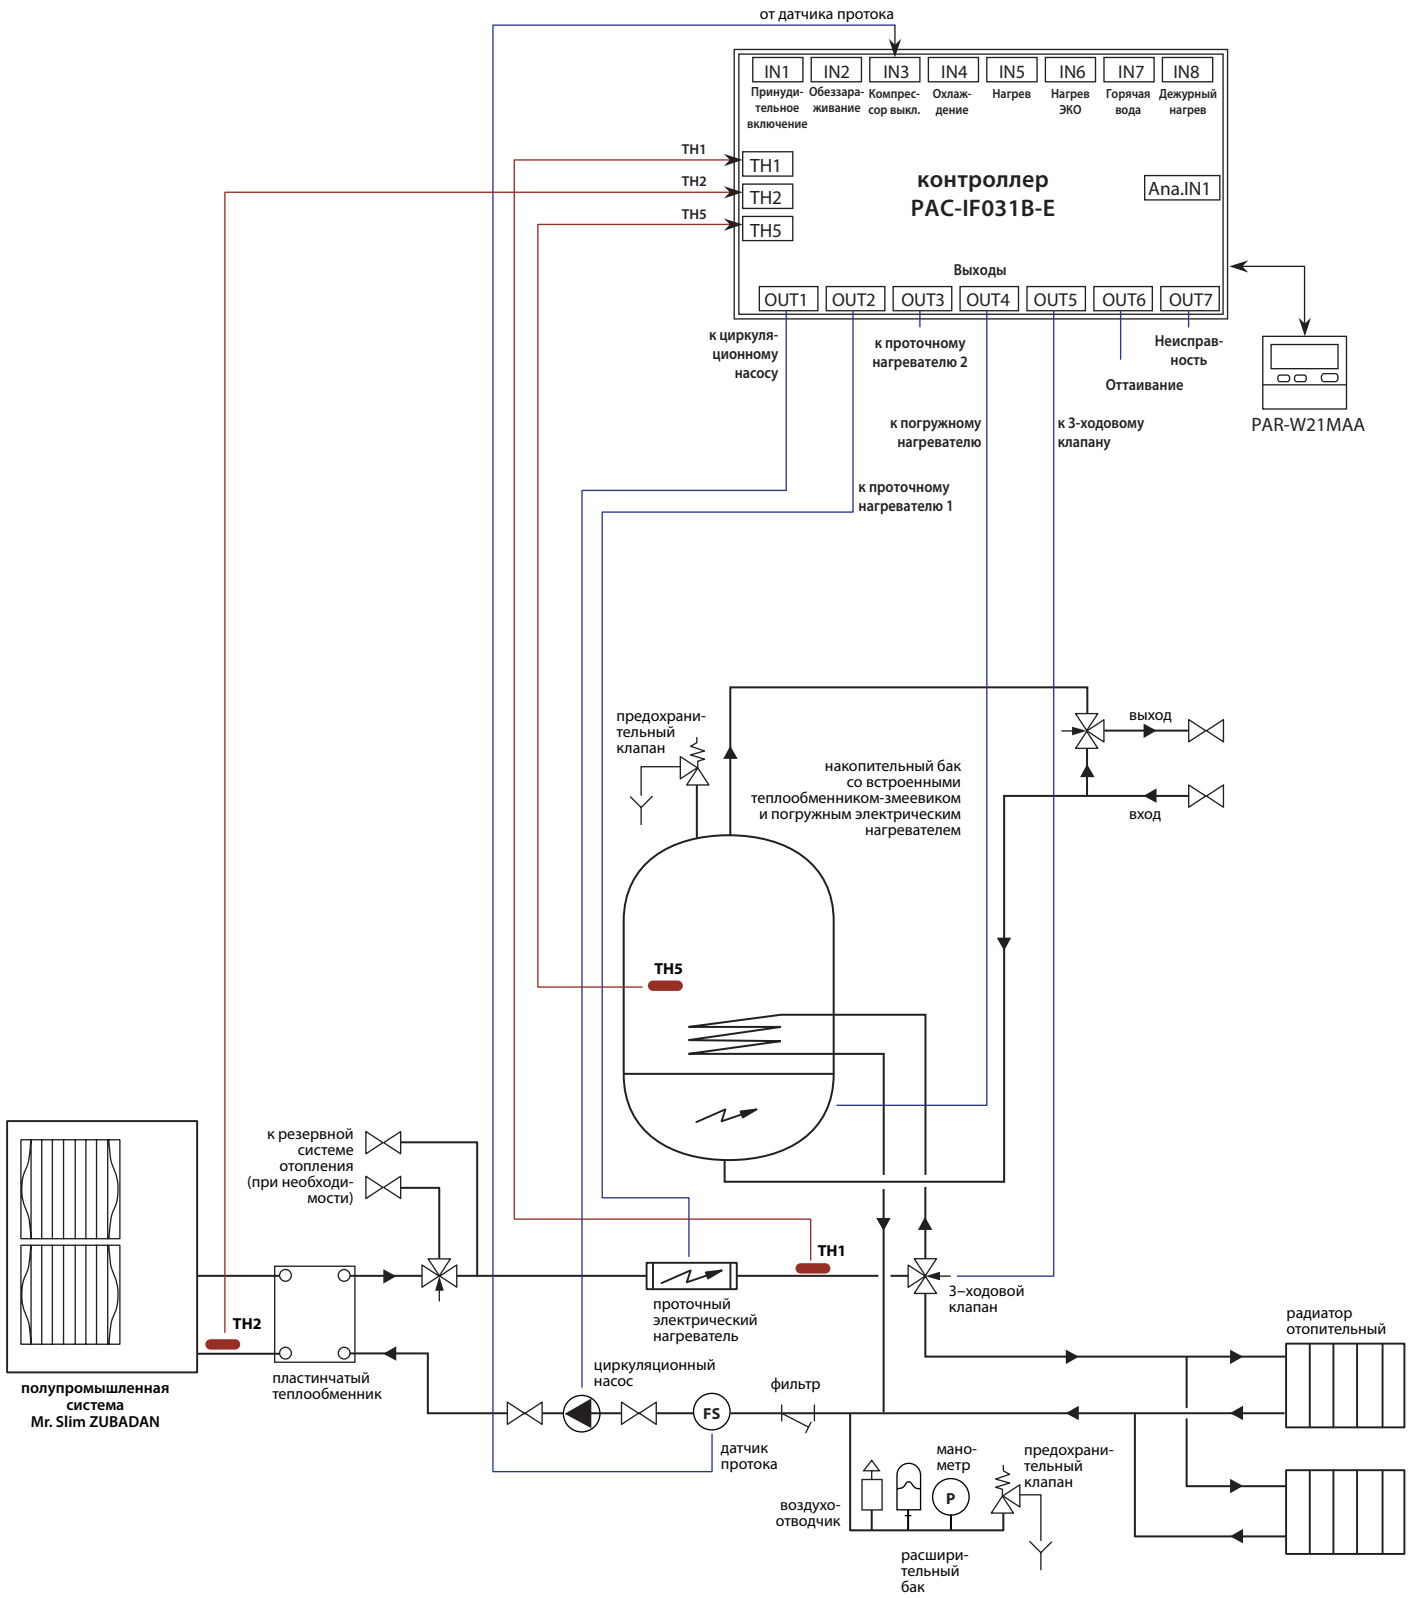 от датчика протока
IN1
IN2
IN3
IN4
IN5
IN6
IN7
IN8
Принуди-
тельное
включение
Обеззара-
живание
Компрес-
сор выкл.
Охлаж-
дение
Нагрев
Нагрев
ЭКО
Горячая
вода
Дежурный
нагрев
TH1
TH1
TH2
TH2
TH5
TH5
контроллер
PAC-IF031B-E
Ana.IN1
Выходы
OUT1
OUT2
OUT3
OUT4
OUT5
OUT6
OUT7
к циркуля-
ционному
насосу
к проточному
нагревателю 2
Неисправ-
ность
Оттаивание
PAR-W21MAA
к погружному
нагревателю
к 3-ходовому
клапану
к проточному
нагревателю 1
предохрани-
тельный
клапан
выход
вход
накопительный бак
со встроенными
теплообменником-змеевиком
и погружным электрическим
нагревателем
TH5
к резервной
системе
отопления
(при необходи-
мости)
TH1
TH2
проточный
электрический
нагреватель
3–ходовой
клапан
радиатор
отопительный
полупромышленная
система
Mr. Slim ZUBADAN
пластинчатый
теплообменник
циркуляционный
насос
фильтр
FS
датчик
протока
мано-
метр
P
предохрани-
тельный
клапан
воздухо-
отводчик
расшири-
тельный
бак